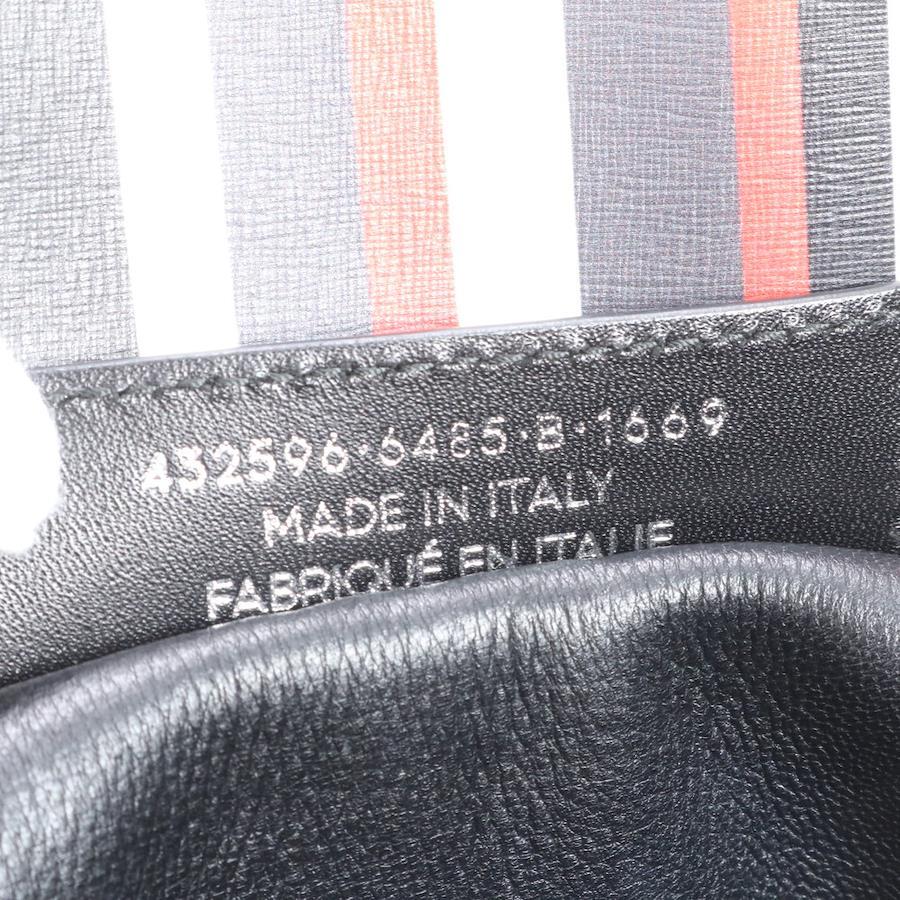 432596·6485·B·1669
MADE IN ITALY
FABRIQUÉ EN ITALIE